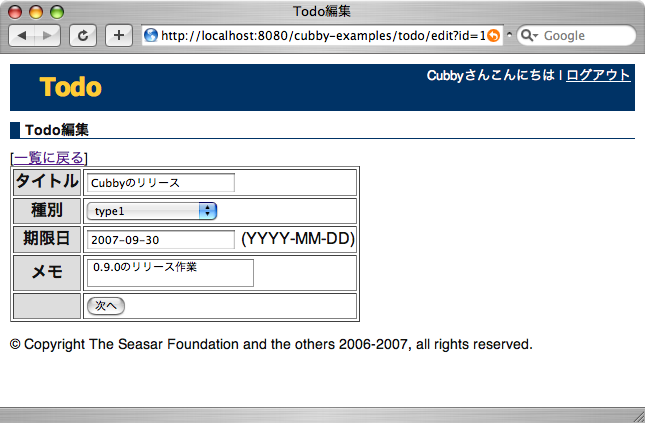 Todo編集
http://localhost:8080/cubby-examples/todo/edit?id=1
Google
Todo
Cubbyさんこんにちは | ログアウト
Todo編集
[一覧に戻る]
タイトル Cubbyのリリース
種別 type1
期限日 2007-09-30 (YYYY-MM-DD)
メモ 0.9.0のリリース作業
次へ
© Copyright The Seasar Foundation and the others 2006-2007, all rights reserved.